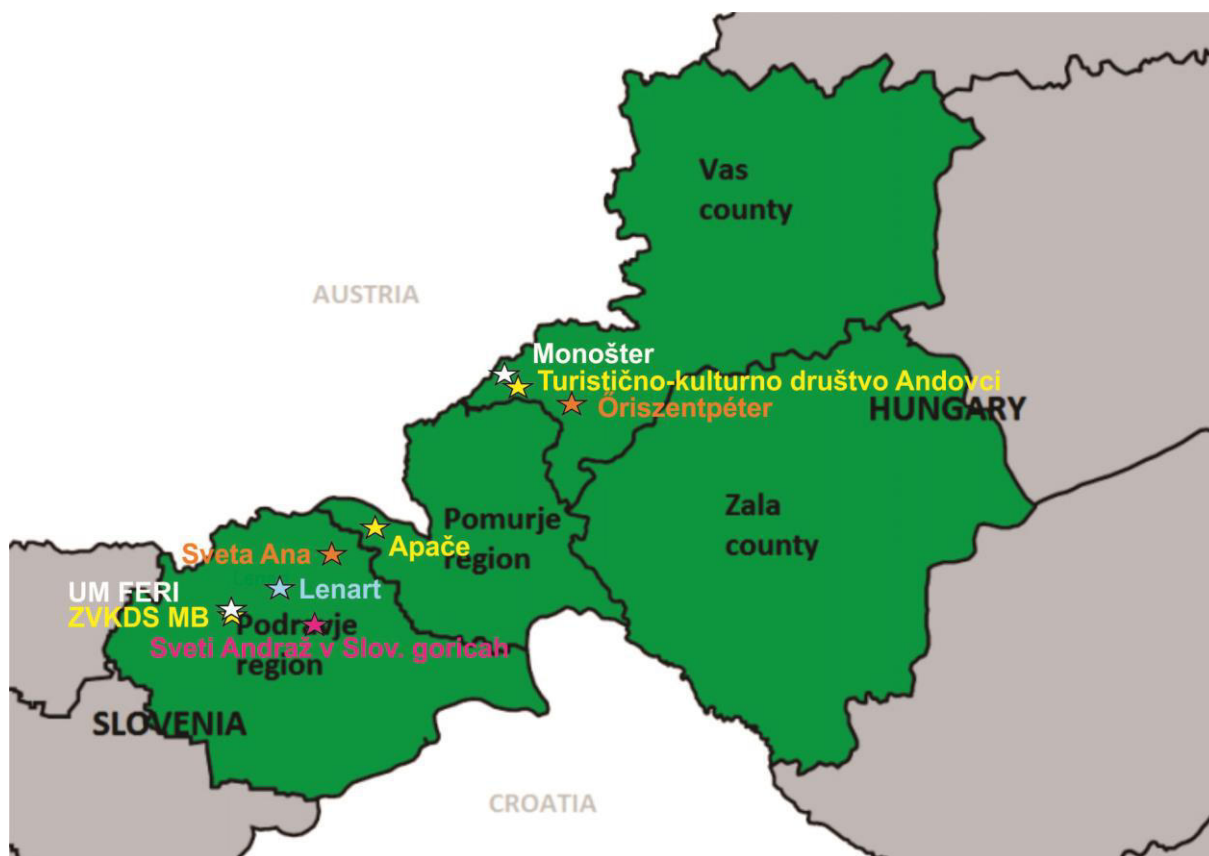 Vas
county
AUSTRIA
Monošter
Turistično-kulturno društvo Andovci
Őriszentpéter
HUNGARY
Zala
county
Pomurje
region
Apače
Sveta Ana
Lenart
UM FERI
ZVKDS MB
Podravje
region
Sveti Andraž v Slov. goricah
SLOVENIA
CROATIA